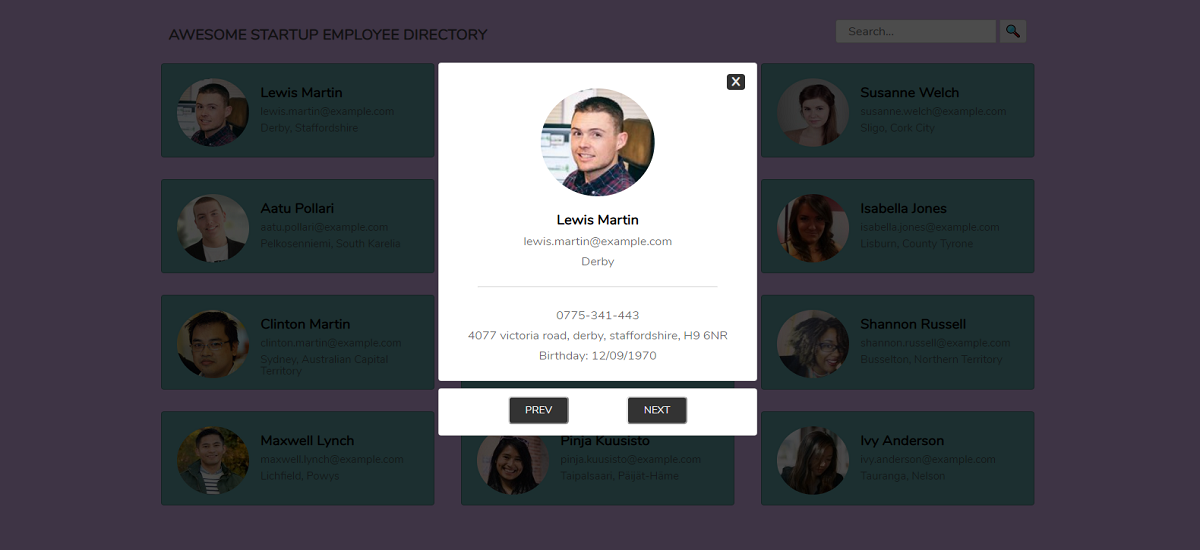 AWESOME STARTUP EMPLOYEE DIRECTORY
Search...
Lewis Martin
lewis.martin@example.com
Derby, Staffordshire
X
Lewis Martin
lewis.martin@example.com
Derby
0775-341-443
4077 victoria road, derby, staffordshire, H9 6NR
Birthday: 12/09/1970
PREV
NEXT
Susanne Welch
susanne.welch@example.com
Sligo, Cork City
Aatu Pollari
aatu.pollari@example.com
Pelkosenniemi, South Karelia
Isabella Jones
isabella.jones@example.com
Lisburn, County Tyrone
Clinton Martin
clinton.martin@example.com
Sydney, Australian Capital
Territory
Shannon Russell
shannon.russell@example.com
Busselton, Northern Territory
Maxwell Lynch
maxwell.lynch@example.com
Lichfield, Powys
Pinja Kuusisto
pinja.kuusisto@example.com
Taipalsaari, Päijät-Häme
Ivy Anderson
ivy.anderson@example.com
Tauranga, Nelson